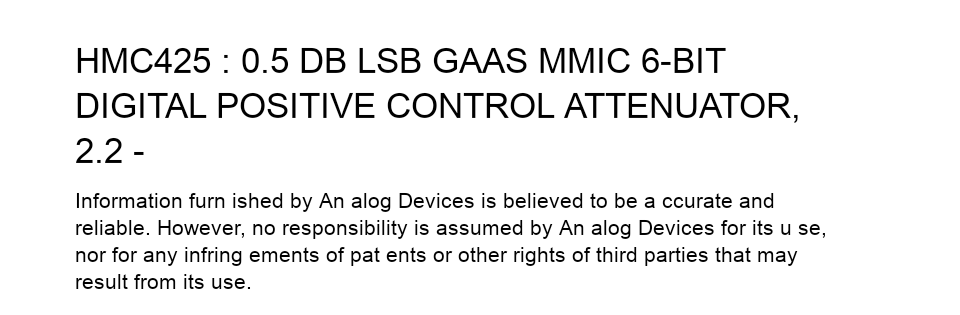 HMC425 : 0.5 DB LSB GAAS MMIC 6-BIT
DIGITAL POSITIVE CONTROL ATTENUATOR,
2.2 -
Information furn ished by An alog Devices is believed to be a ccurate and
reliable. However, no responsibility is assumed by An alog Devices for its u se,
nor for any infring ements of pat ents or other rights of third parties that may
result from its use.